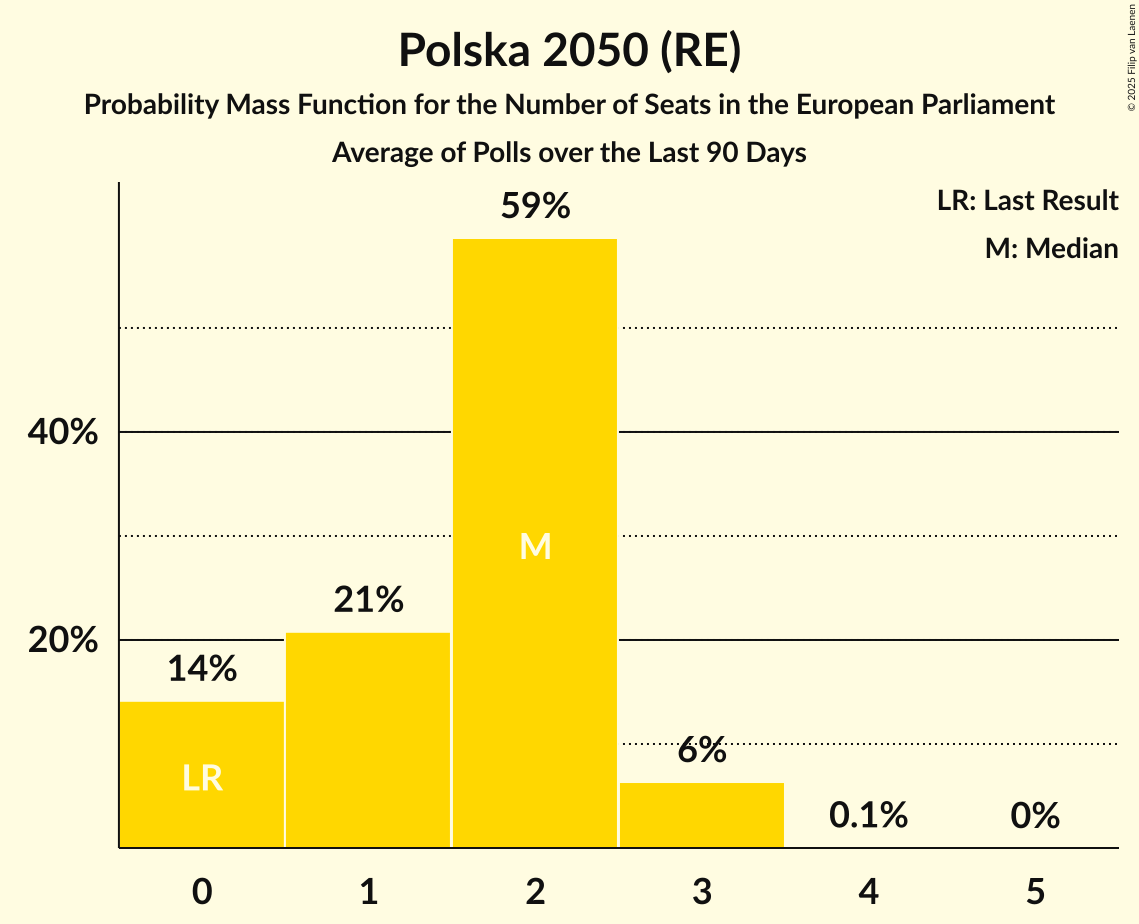 Polska 2050 (RE)
Probability Mass Function for the Number of Seats in the European Parliament
Average of Polls over the Last 90 Days
© 2025 Filip van Laenen
LR: Last Result
M: Median
59%
40%
M
21%
20%
14%
6%
LR
0.1%
0%
0
1
2
3
4
5